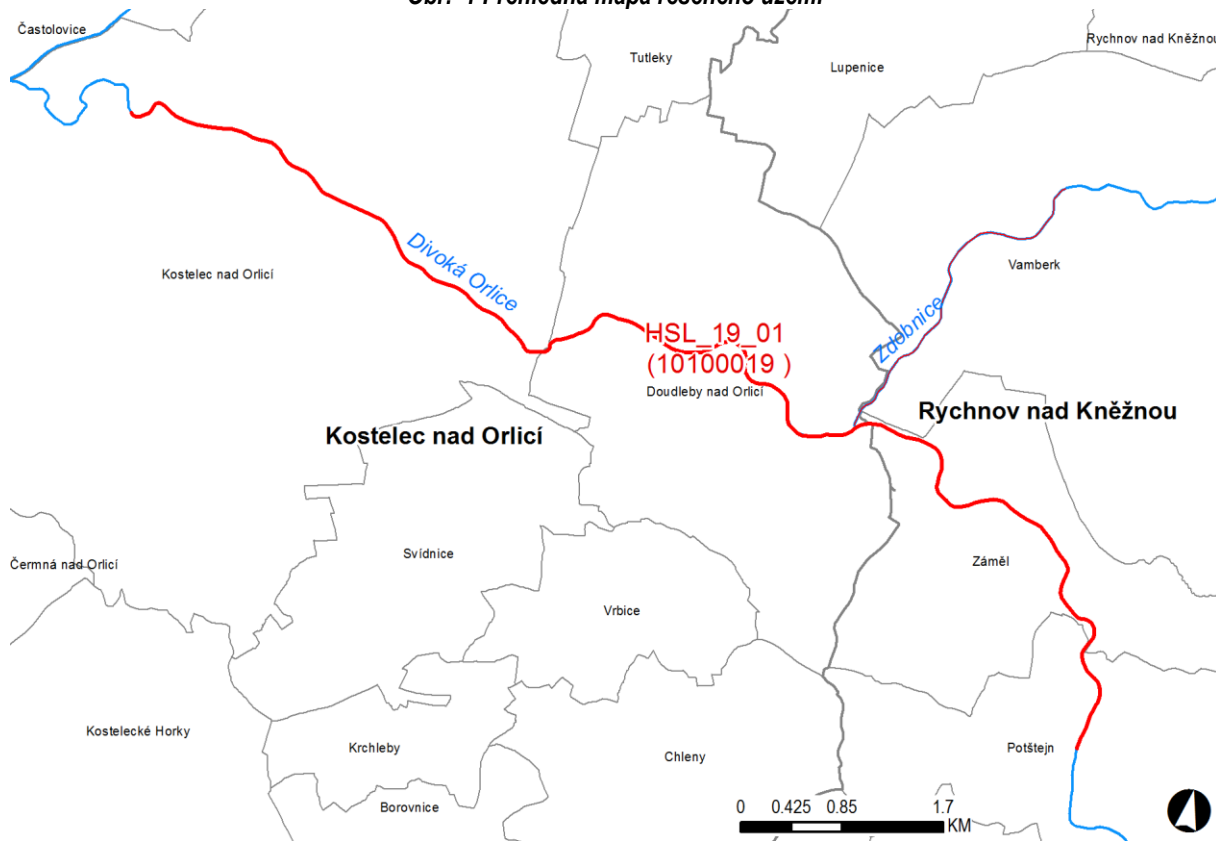 Častolovice
Tutleky
Rychnov nad Kněžnou
Lupenice
Divoká Orlice
Kostelec nad Orlicí
Vamberk
Zdobnice
HSL_19_01
(10100019 )
Doudleby nad Orlicí
Rychnov nad Kněžnou
Kostelec nad Orlicí
Svídnice
Čermná nad Orlicí
Záměl
Vrbice
Kostelecké Horky
Krchleby
Chleny
Potštejn
Borovnice
0 0.425 0.85 1.7
KM